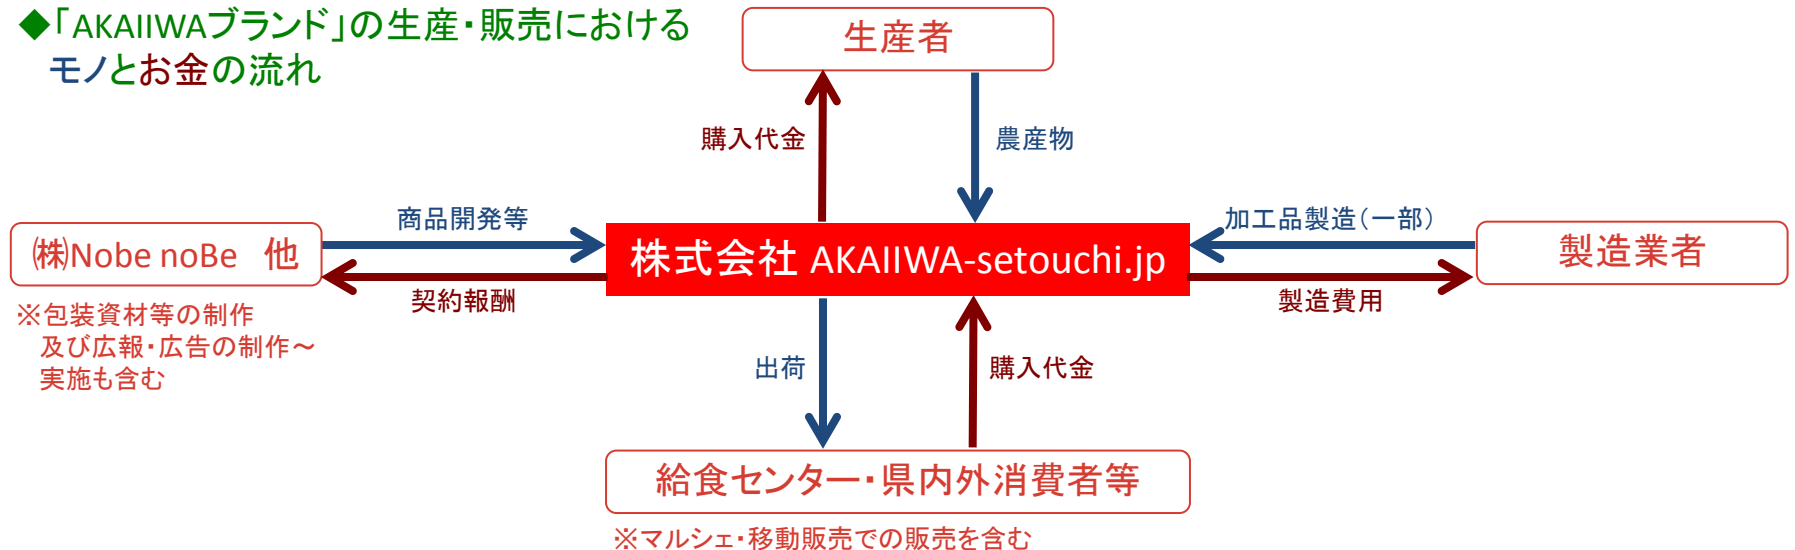 ◆「AKAIIWAブランド」の生産・販売における
モノとお金の流れ
生産者
購入代金
農産物
商品開発等
加工品製造（一部）
㈱Nobe noBe 他
株式会社 AKAIIWA-setouchi.jp
製造業者
契約報酬
製造費用
※包装資材等の制作
及び広報・広告の制作～
実施も含む
出荷
購入代金
給食センター・県内外消費者等
※マルシェ・移動販売での販売を含む